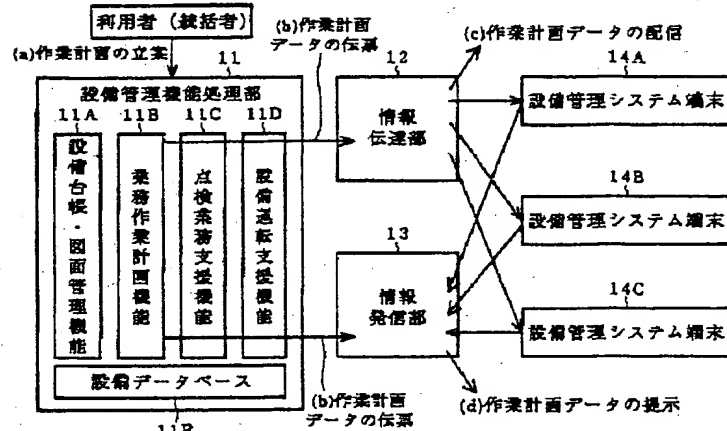 利用者（統括者）
(a)作業計画の立案
11
設備管理機能処理部
11A
11B
11C
11D
設備台帳・図面管理機能
業務作業計画機能
点検業務支援機能
設備運転支援機能
設備データベース
11E
(b)作業計画
データの伝票
(b)作業計画
データの伝票
12
情報
伝達部
13
情報
発信部
(c)作業計画データの配信
(d)作業計画データの提示
14A
設備管理システム端末
14B
設備管理システム端末
14C
設備管理システム端末